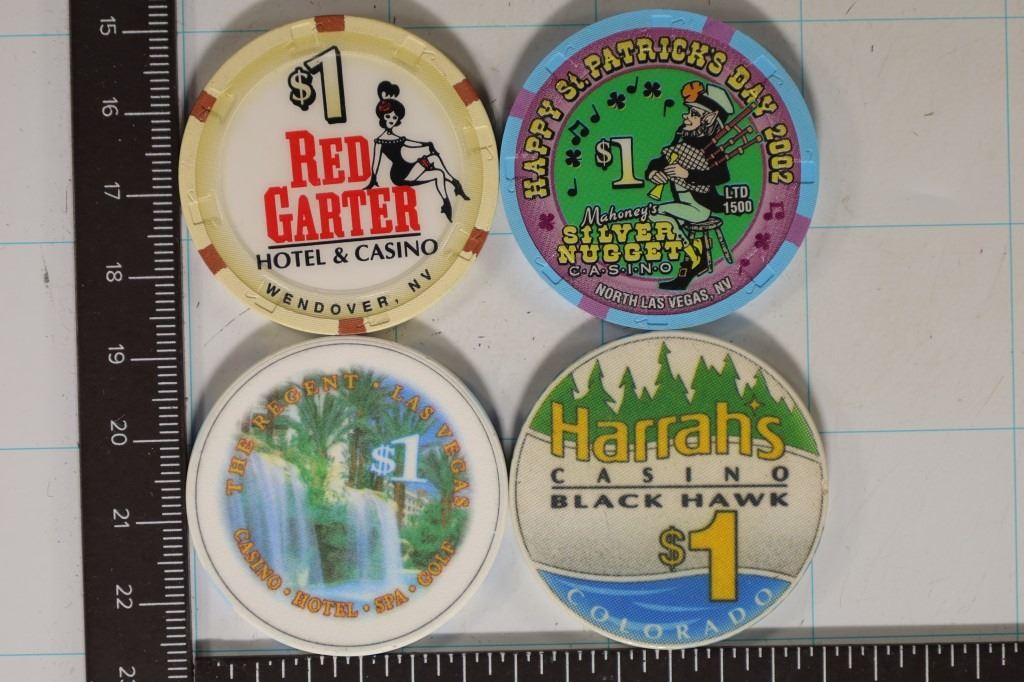 15
16
17
18
19
20
21
22
$1
RED
GARTER
HOTEL & CASINO
WENDOVER, NV
HAPPY St. PATRICK'S DAY 2002
$1
LTD
1500
Mahoney's
SILVER
NUGGET
C·A·S·I·N·O
NORTH LAS VEGAS, NV
THE REGENT · LAS VEGAS
$1
CASINO · HOTEL · SPA · GOLF
Harrah's
CASINO
BLACK HAWK
$1
COLORADO